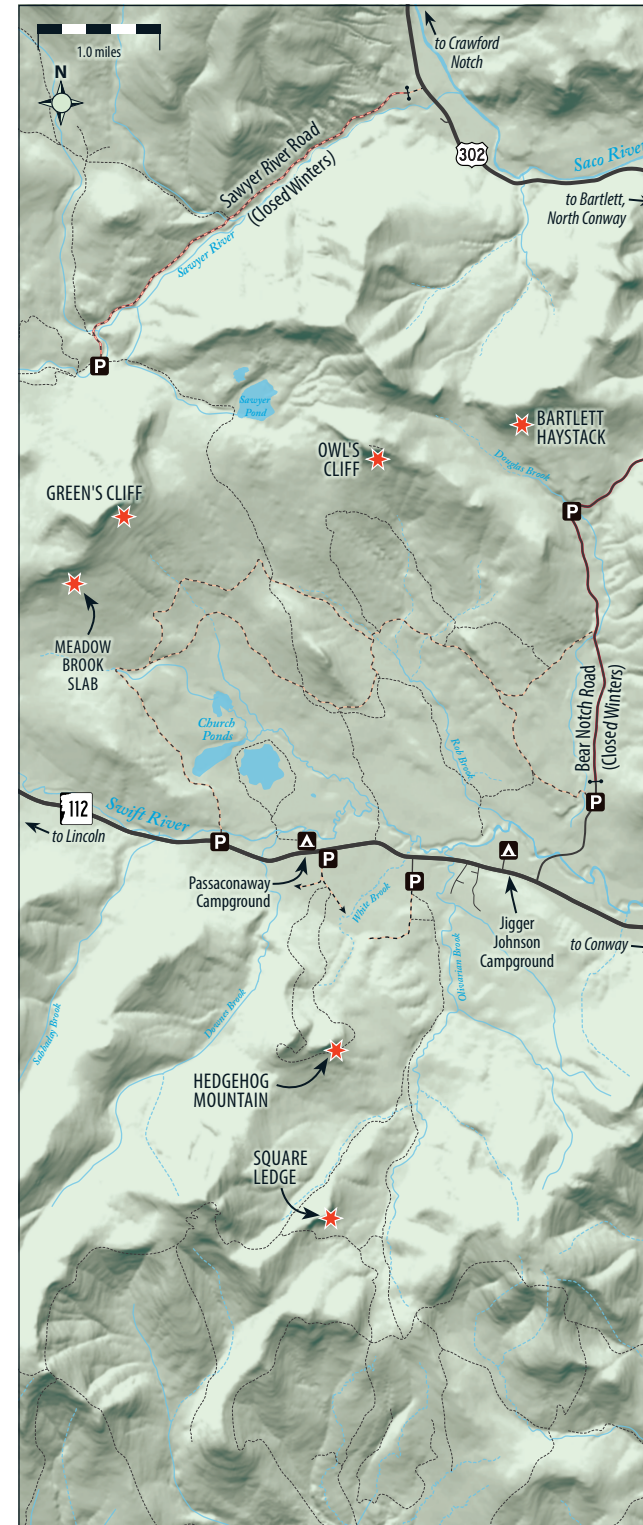 1.0 miles
N
to Crawford
Notch
302
Saco River
to Bartlett,
North Conway
Sawyer River Road
(Closed Winters)
Sawyer River
P
Sawyer
Pond
BARTLETT
HAYSTACK
OWL'S
CLIFF
Douglas Brook
GREEN'S CLIFF
P
MEADOW
BROOK
SLAB
Bear Notch Road
(Closed Winters)
Church
Ponds
Rob Brook
112
Swift River
to Lincoln
P
P
P
P
Passaconaway
Campground
White Brook
Jigger
Johnson
Campground
to Conway
Olivarian Brook
Sabbaday Brook
Downes Brook
HEDGEHOG
MOUNTAIN
SQUARE
LEDGE